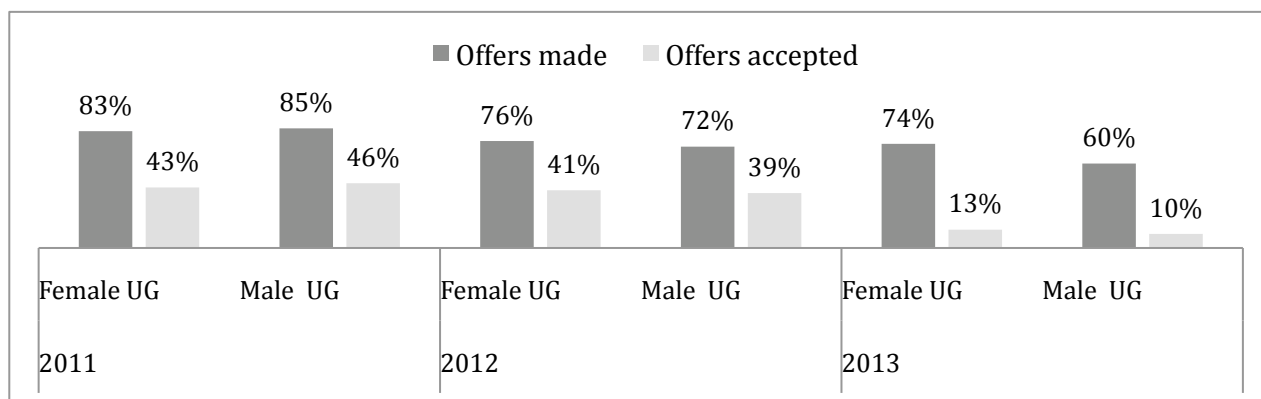 Offers made Offers accepted
83% 85% 76% 72% 74% 60%
43% 46% 41% 39% 13% 10%
Female UG Male UG Female UG Male UG Female UG Male UG
2011 2012 2013